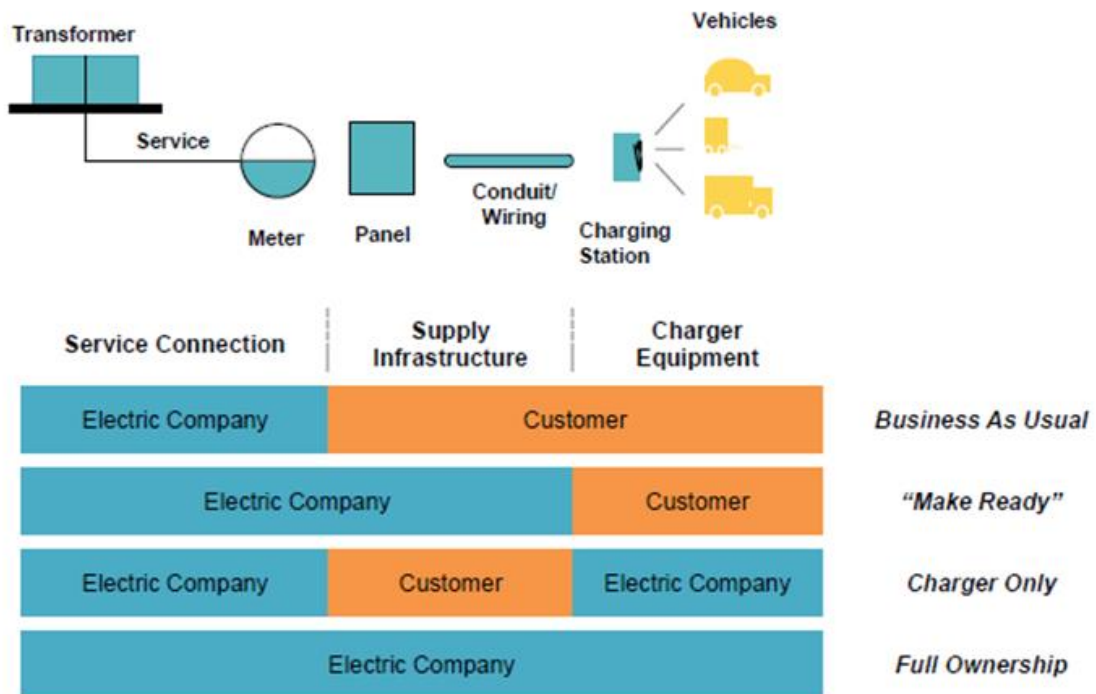 Vehicles
Transformer
Service
Meter
Panel
Conduit/
Wiring
Charging
Station
Service Connection
Supply
Infrastructure
Charger
Equipment
Electric Company
Customer
Business As Usual
Electric Company
Customer
“Make Ready”
Electric Company
Customer
Electric Company
Charger Only
Electric Company
Full Ownership